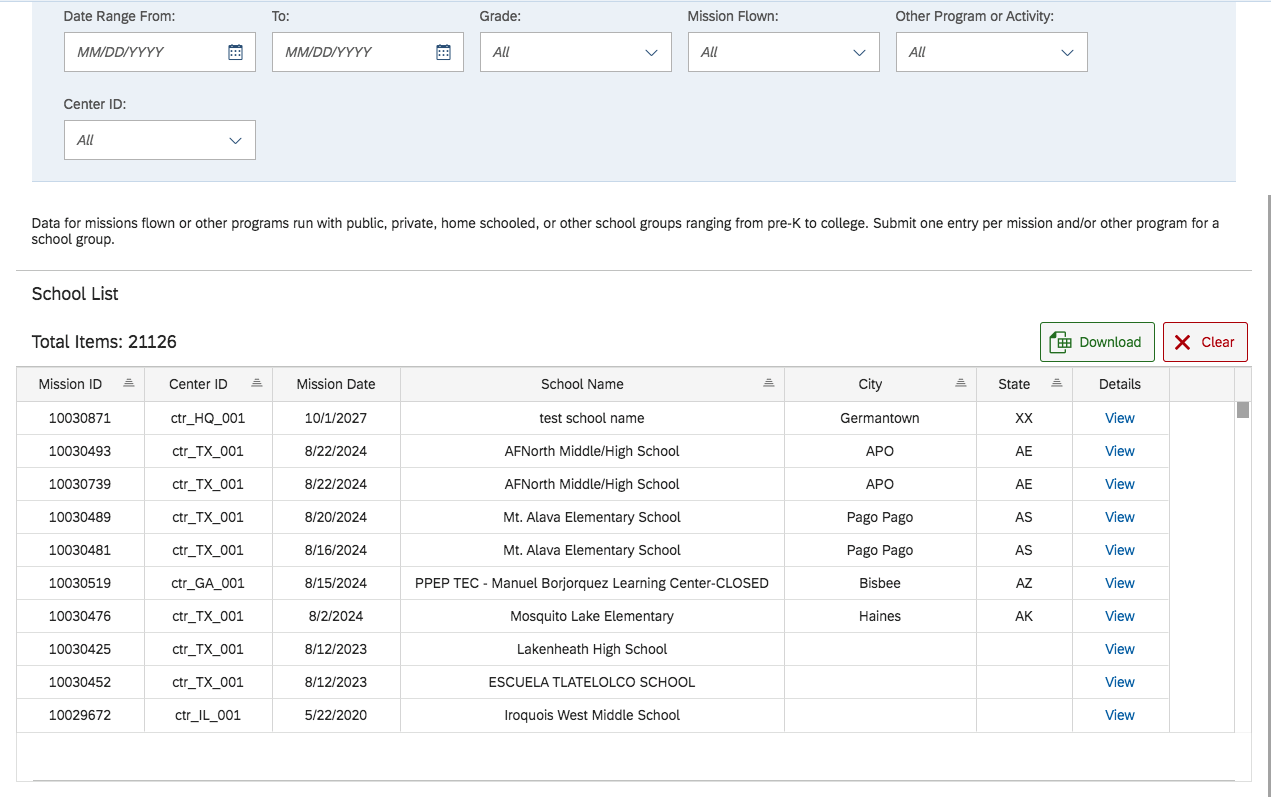 Date Range From: To: Grade: Mission Flown: Other Program or Activity:
MM/DD/YYYY MM/DD/YYYY All All All
Center ID:
All
Data for missions flown or other programs run with public, private, home schooled, or other school groups ranging from pre-K to college. Submit one entry per mission and/or other program for a
school group.
School List
Total Items: 21126 Download Clear
Mission ID Center ID Mission Date School Name City State Details
10030871 ctr_HQ_001 10/1/2027 test school name Germantown XX View
10030493 ctr_TX_001 8/22/2024 AFNorth Middle/High School APO AE View
10030739 ctr_TX_001 8/22/2024 AFNorth Middle/High School APO AE View
10030489 ctr_TX_001 8/20/2024 Mt. Alava Elementary School Pago Pago AS View
10030481 ctr_TX_001 8/16/2024 Mt. Alava Elementary School Pago Pago AS View
10030519 ctr_GA_001 8/15/2024 PPEP TEC - Manuel Borjorquez Learning Center-CLOSED Bisbee AZ View
10030476 ctr_TX_001 8/2/2024 Mosquito Lake Elementary Haines AK View
10030425 ctr_TX_001 8/12/2023 Lakenheath High School View
10030452 ctr_TX_001 8/12/2023 ESCUELA TLATELOLCO SCHOOL View
10029672 ctr_IL_001 5/22/2020 Iroquois West Middle School View